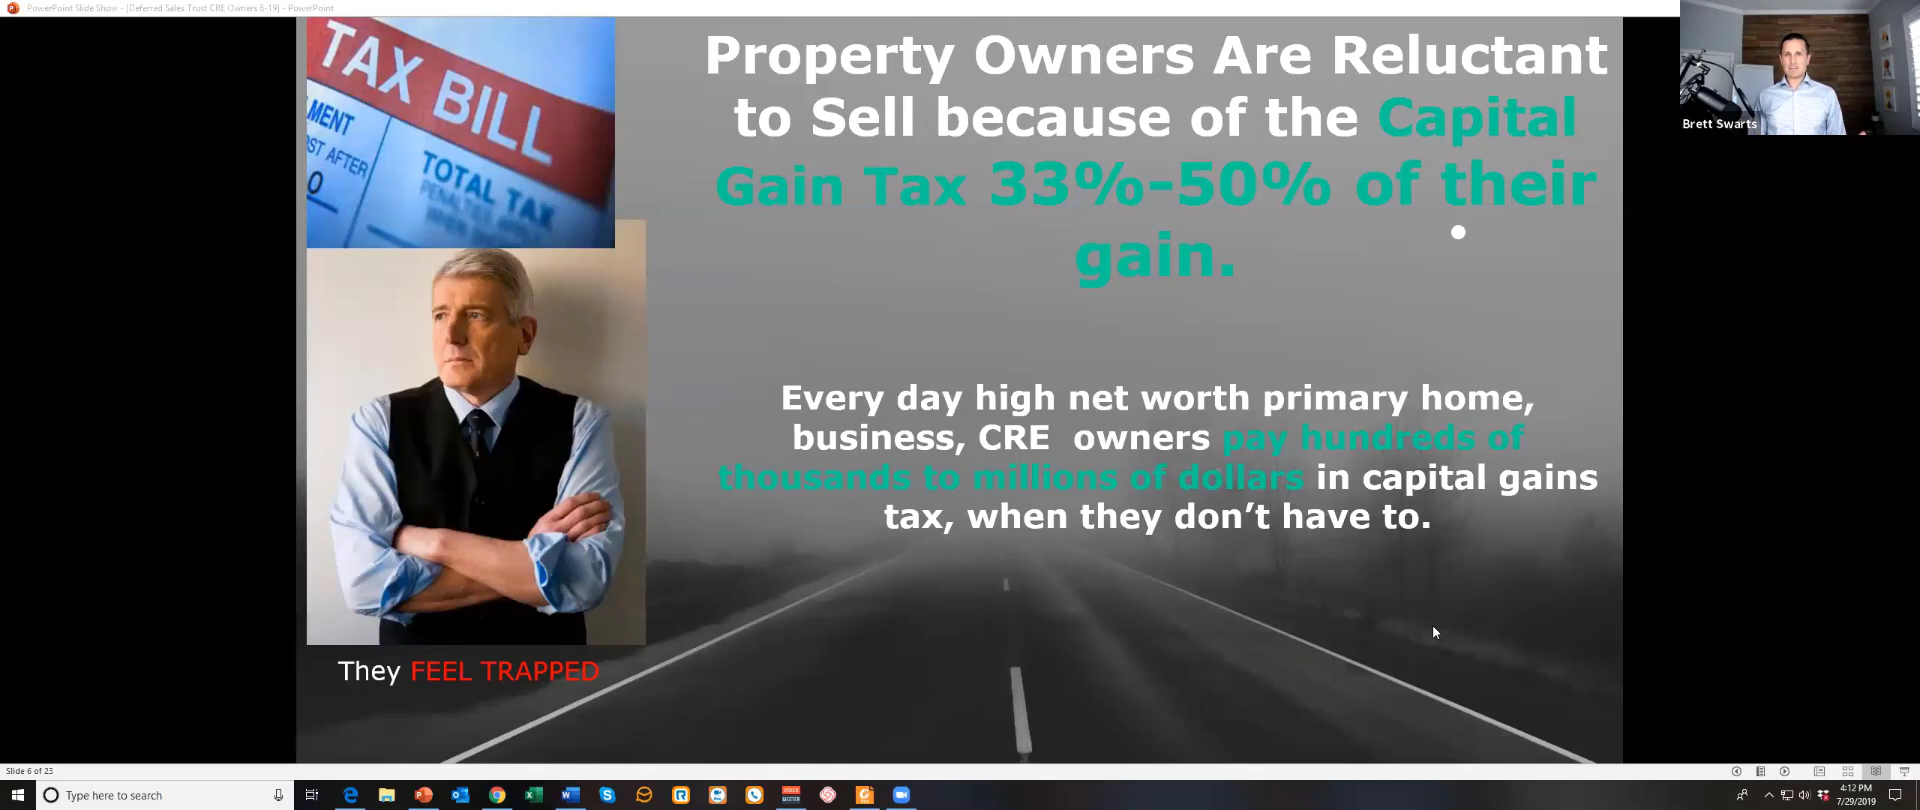 PowerPoint Slide Show - [Deferred Sales Trust CRE Owners 6-19] - PowerPoint
TAX BILL
MENT
OST AFTER
0
TOTAL TAX
Property Owners Are Reluctant
to Sell because of the Capital
Gain Tax 33%-50% of their
gain.
Brett Swarts
Every day high net worth primary home,
business, CRE owners pay hundreds of
thousands to millions of dollars in capital gains
tax, when they don’t have to.
They FEEL TRAPPED
Slide 6 of 23
Type here to search
4:12 PM
7/29/2019